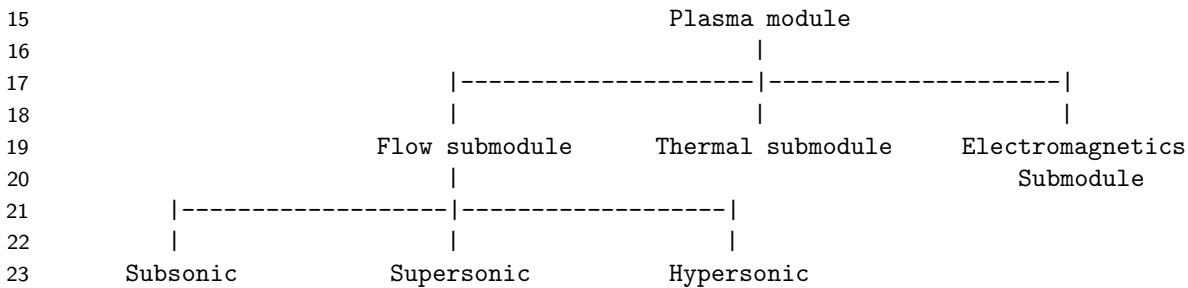 15 Plasma module
16 |
17 |---------------------|---------------------|
18 | | |
19 Flow submodule Thermal submodule Electromagnetics
20 | Submodule
21 |-------------------|-------------------|
22 | | |
23 Subsonic Supersonic Hypersonic